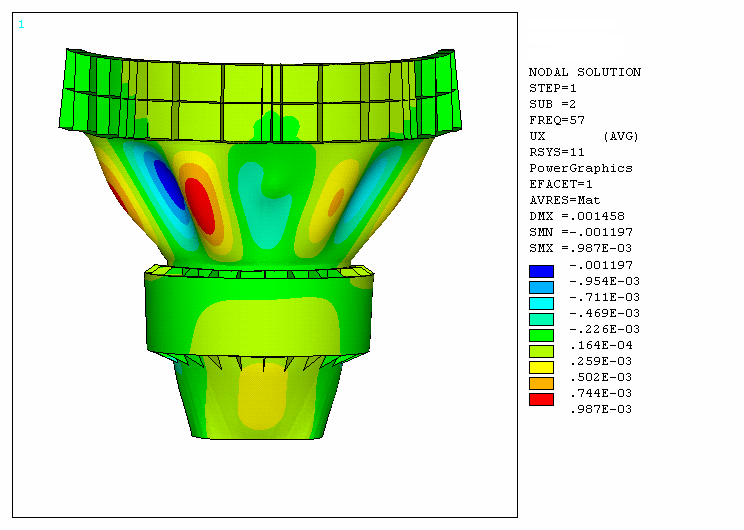 1
NODAL SOLUTION
STEP=1
SUB =2
FREQ=57
UX (AVG)
RSYS=11
PowerGraphics
EFACET=1
AVRES=Mat
DMX =.001458
SMN =-.001197
SMX =.987E-03
-.001197
-.954E-03
-.711E-03
-.469E-03
-.226E-03
.164E-04
.259E-03
.502E-03
.744E-03
.987E-03